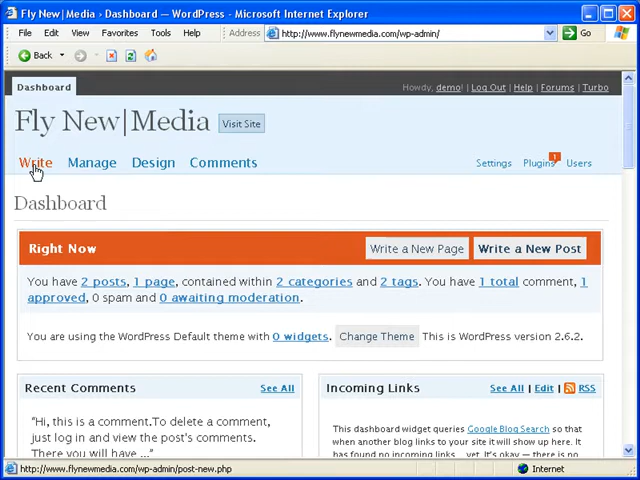 Fly New|Media › Dashboard — WordPress - Microsoft Internet Explorer
File Edit View Favorites Tools Help Address http://www.flynewmedia.com/wp-admin/ Go
Back
Dashboard Howdy, demo! | Log Out | Help | Forums | Turbo
Fly New|Media Visit Site
Write Manage Design Comments Settings Plugins 1 Users
Dashboard
Right Now Write a New Page Write a New Post
You have 2 posts, 1 page, contained within 2 categories and 2 tags. You have 1 total comment, 1
approved, 0 spam and 0 awaiting moderation.
You are using the WordPress Default theme with 0 widgets. Change Theme This is WordPress version 2.6.2.
Recent Comments See All
Incoming Links See All | Edit | RSS
"Hi, this is a comment.To delete a comment,
just log in and view the post's comments.
There you will have ..."
This dashboard widget queries Google Blog Search so that
when another blog links to your site it will show up here. It
has found no incoming links ... yet. It's okay — there is no
http://www.flynewmedia.com/wp-admin/post-new.php Internet